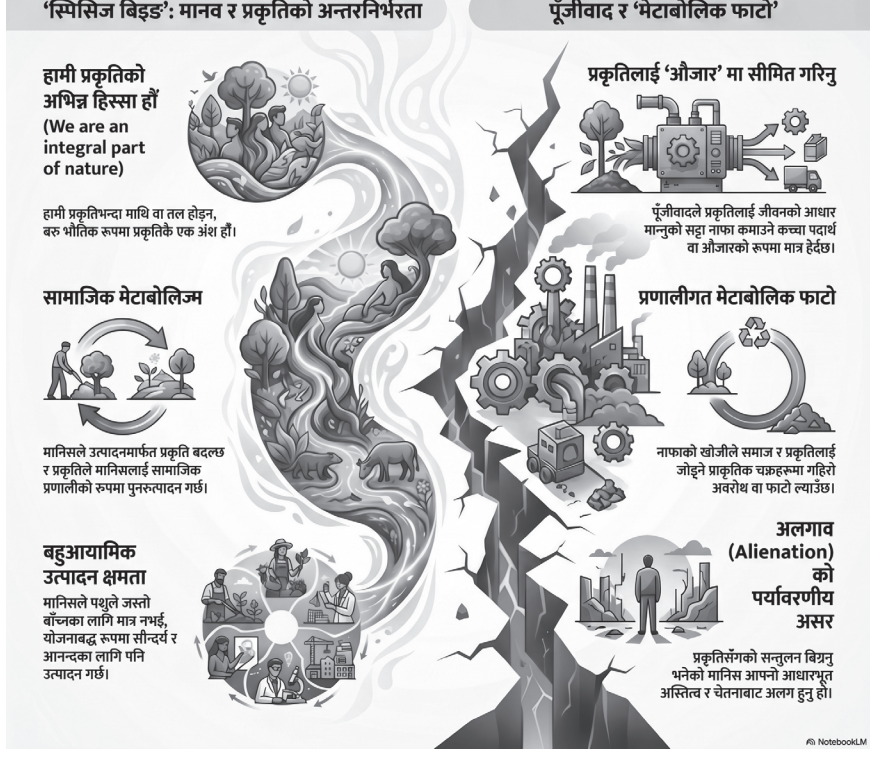 ‘स्पिसिज बिइङ’: मानव र प्रकृतिको अन्तरनिर्भरता
हामी प्रकृतिको
अभिन्न हिस्सा हौं
(We are an
integral part
of nature)
हामी प्रकृतिभन्दा माथि वा तल होइन,
बरु भौतिक रूपमा प्रकृतिकै एक अंश हौं।
सामाजिक मेटाबोलिज्म
मानिसले उत्पादनमार्फत प्रकृति बदल्छ
र प्रकृतिले मानिसलाई सामाजिक
प्रणालीको रुपमा पुनरुत्पादन गर्छ।
बहुआयामिक
उत्पादन क्षमता
मानिसले पशुले जस्तो
बाँच्नका लागि मात्र नभई,
योजनाबद्ध रूपमा सौन्दर्य र
आनन्दका लागि पनि
उत्पादन गर्छ।
पूँजीवाद र ‘मेटाबोलिक फाटो’
प्रकृतिलाई ‘औजार’ मा सीमित गरिनु
पूँजीवादले प्रकृतिलाई जीवनको आधार
मान्नुको सट्टा नाफा कमाउने कच्चा पदार्थ
वा औजारको रूपमा मात्र हेर्दछ।
प्रणालीगत मेटाबोलिक फाटो
नाफाको खोजीले समाज र प्रकृतिलाई
जोड्ने प्राकृतिक चक्रहरूमा गहिरो
अवरोध वा फाटो ल्याउँछ।
अलगाव
(Alienation)
को
पर्यावरणीय
असर
प्रकृतिसँगको सन्तुलन बिग्रनु
भनेको मानिस आफ्नो आधारभूत
अस्तित्व र चेतनाबाट अलग हुनु हो।
NotebookLM